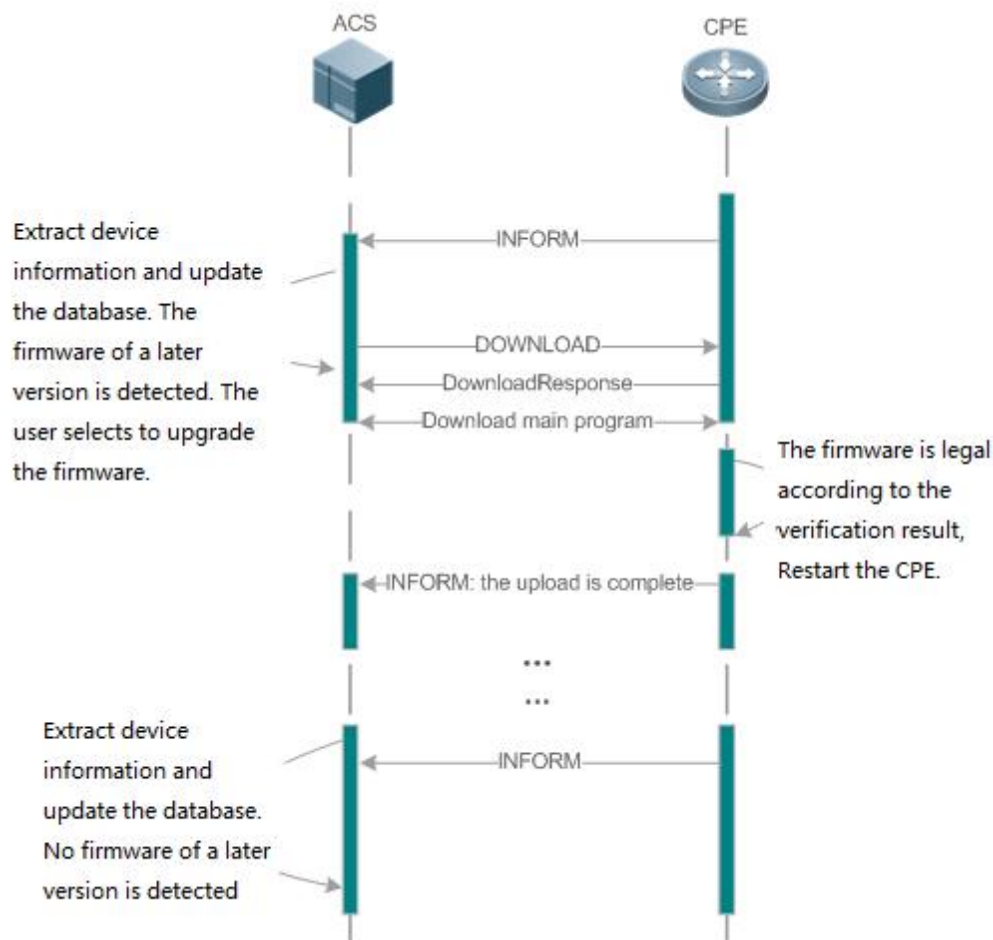 ACS
CPE
INFORM
Extract device
information and update
the database. The
firmware of a later
version is detected. The
user selects to upgrade
the firmware.
DOWNLOAD
DownloadResponse
Download main program
The firmware is legal
according to the
verification result,
Restart the CPE.
INFORM: the upload is complete
...
...
Extract device
information and
update the database.
No firmware of a later
version is detected
INFORM